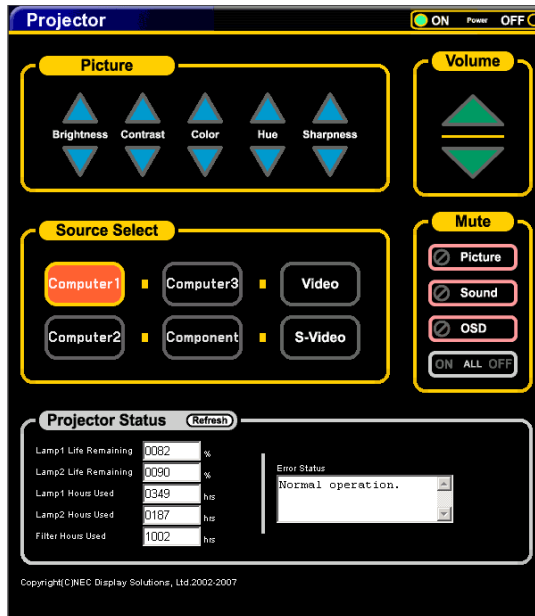 Projector
ON Power OFF
Picture
Volume
Brightness Contrast Color Hue Sharpness
Source Select
Mute
Computer1 Computer3 Video
Picture
Sound
Computer2 Component S-Video
OSD
ON ALL OFF
Projector Status Refresh
Lamp1 Life Remaining 0082 %
Lamp2 Life Remaining 0090 %
Lamp1 Hours Used 0349 hrs
Lamp2 Hours Used 0187 hrs
Filter Hours Used 1002 hrs
Error Status
Normal operation.
Copyright(C)NEC Display Solutions, Ltd.2002-2007